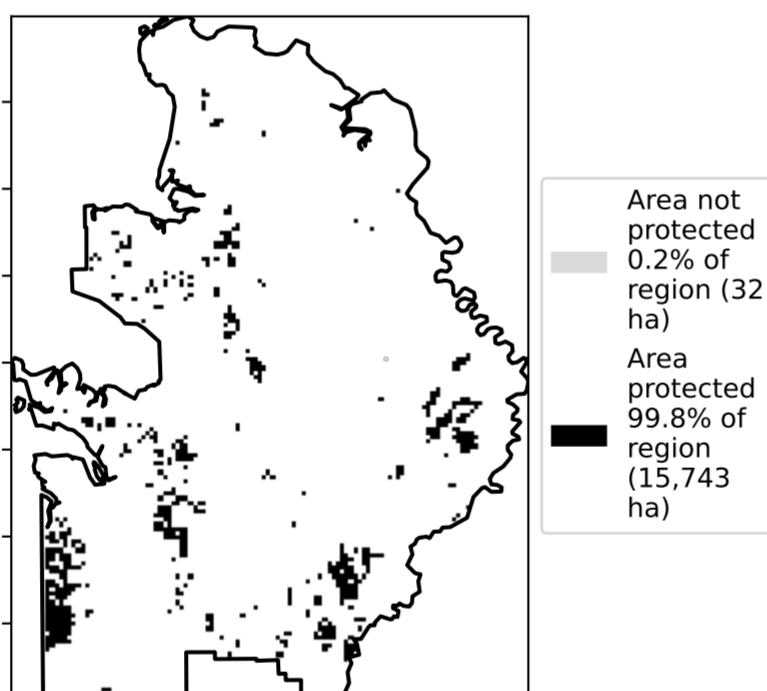 Area not
protected
0.2% of
region (32
ha)
Area
protected
99.8% of
region
(15,743
ha)